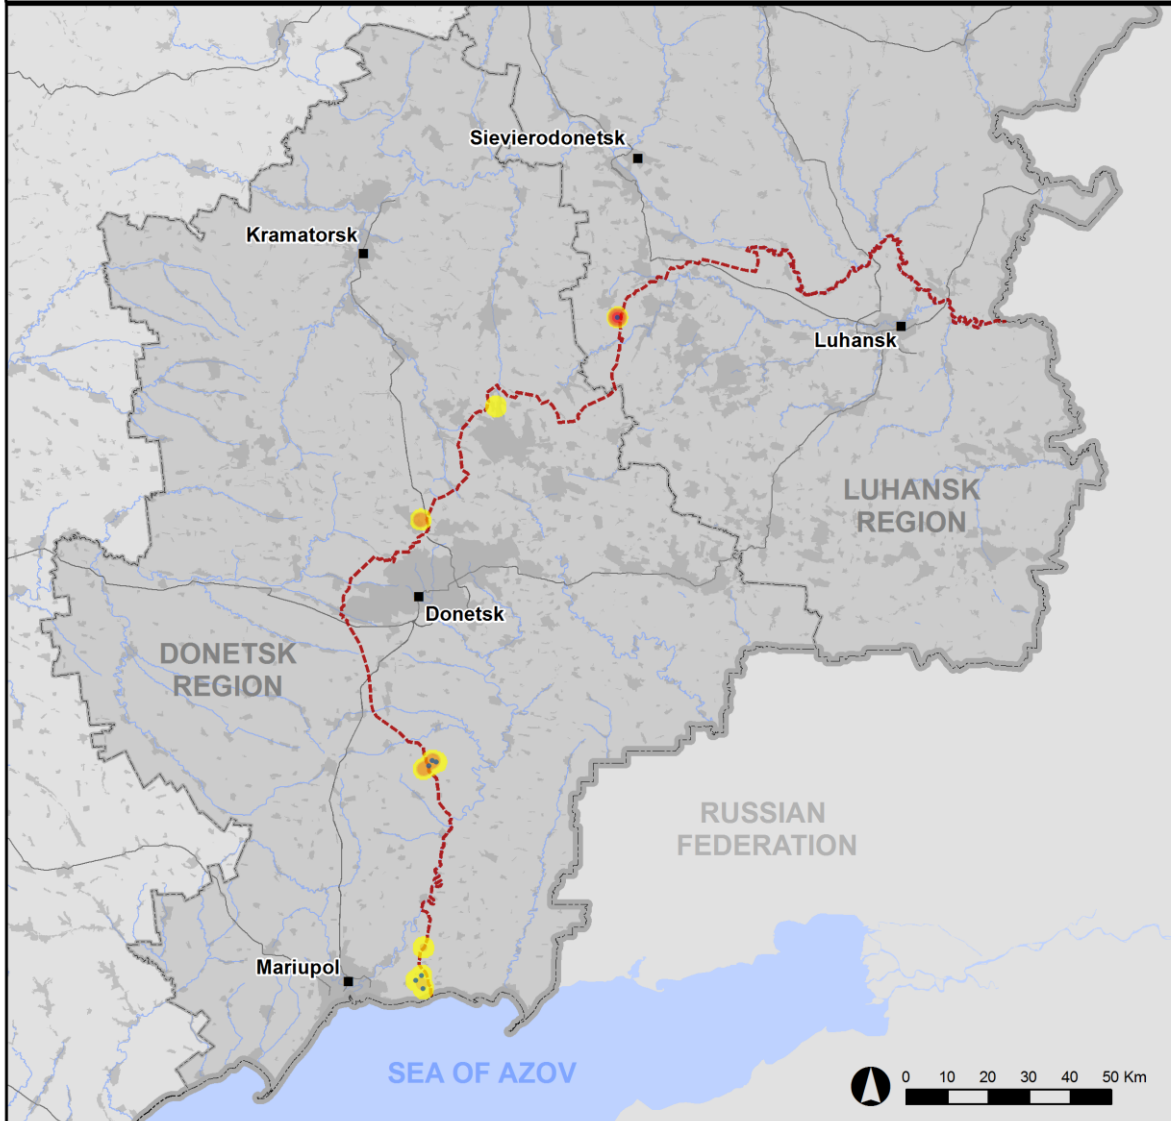 Sievierodonetsk
Kramatorsk
Luhansk
LUHANSK
REGION
Donetsk
DONETSK
REGION
RUSSIAN
FEDERATION
Mariupol
SEA OF AZOV
0 10 20 30 40 50 Km